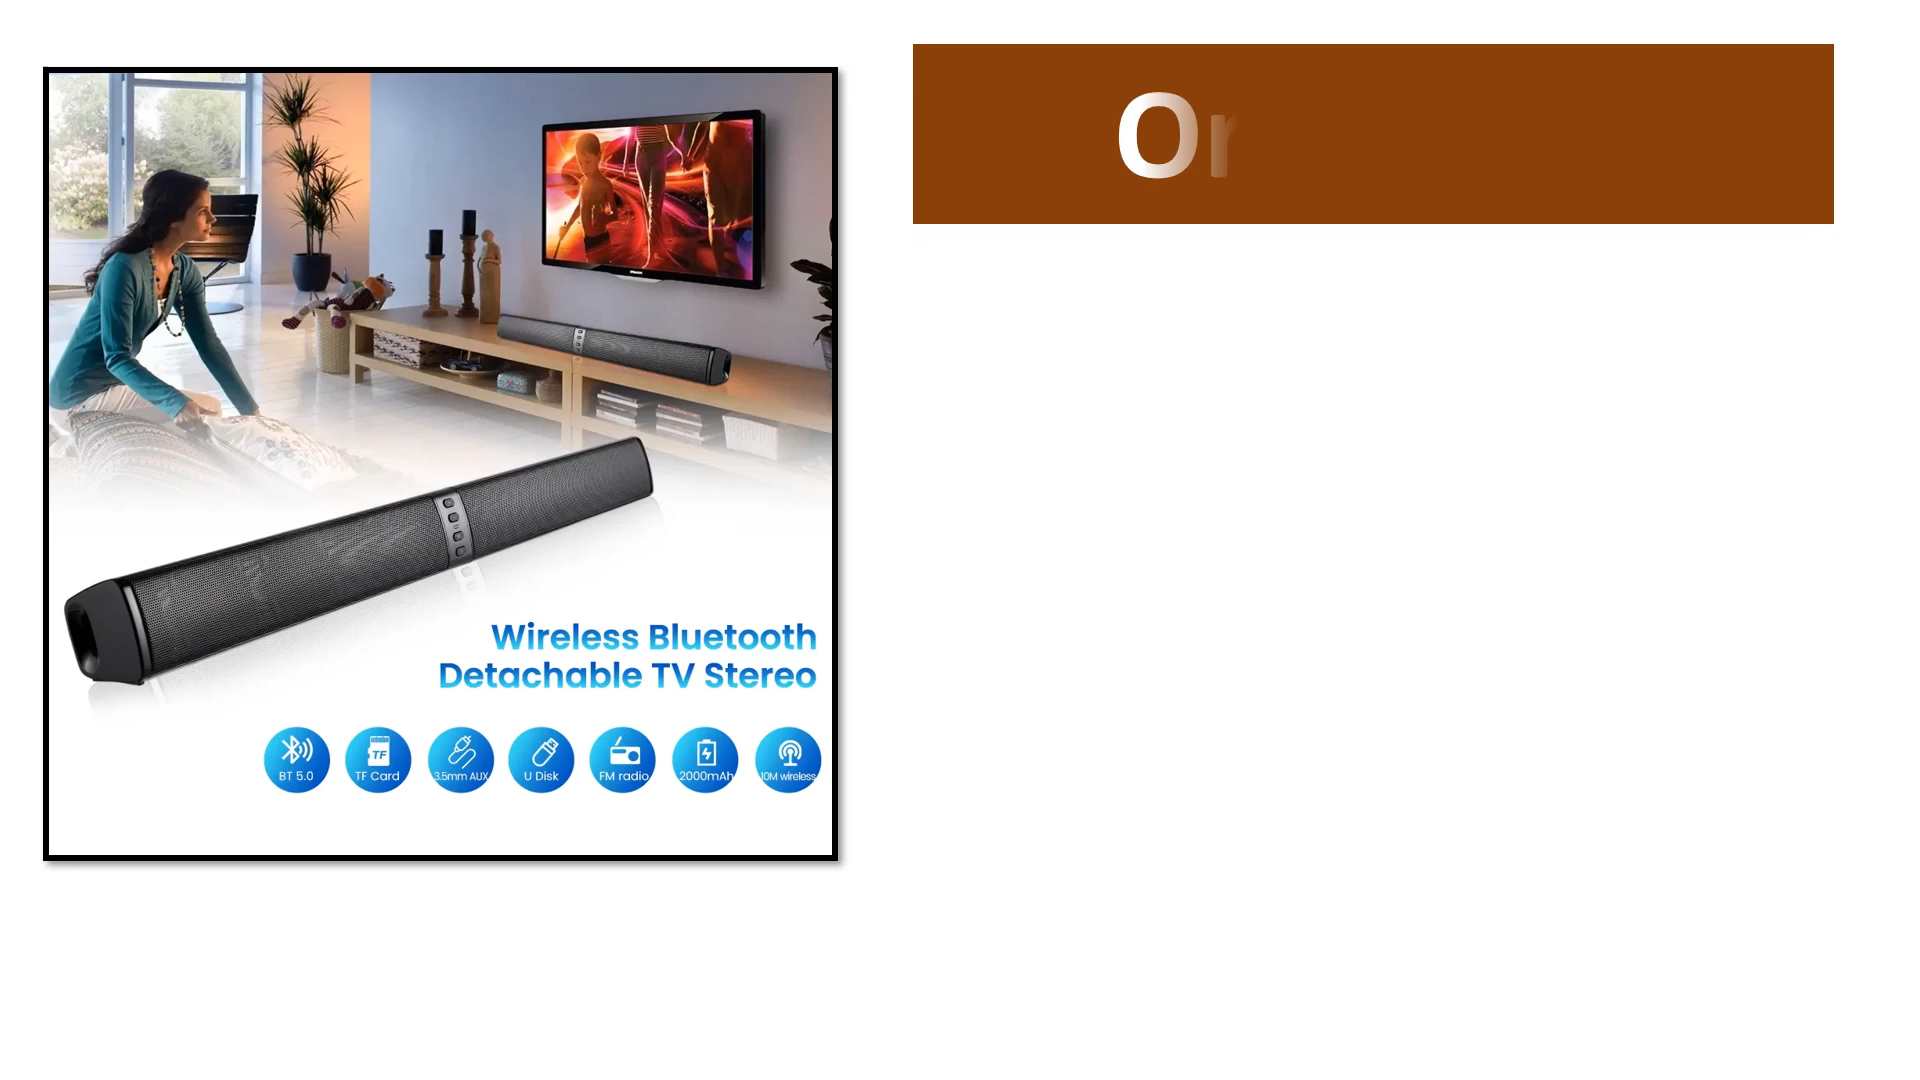 Or
Wireless Bluetooth
Detachable TV Stereo
BT 5.0
TF
TF Card
3.5mm AUX
U Disk
FM radio
2000mAh
10M wireless